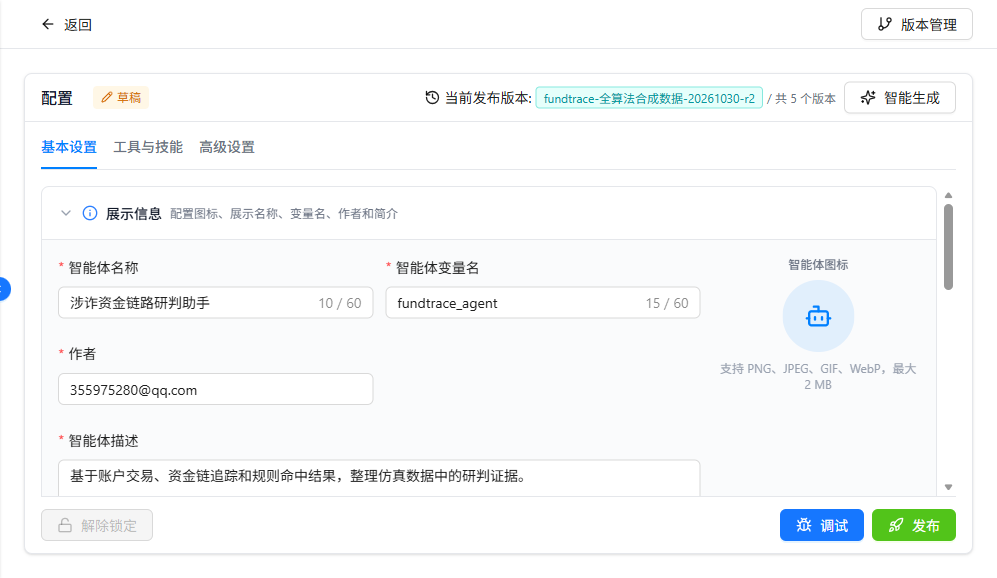 返回
版本管理
配置
草稿
当前发布版本: fundtrace-全算法合成数据-20261030-r2 / 共 5 个版本
智能生成
基本设置 工具与技能 高级设置
展示信息 配置图标、展示名称、变量名、作者和简介
* 智能体名称
涉诈资金链路研判助手 10 / 60
* 智能体变量名
fundtrace_agent 15 / 60
智能体图标
支持 PNG、JPEG、GIF、WebP，最大
2 MB
* 作者
355975280@qq.com
* 智能体描述
基于账户交易、资金链追踪和规则命中结果，整理仿真数据中的研判证据。
解除锁定
调试
发布